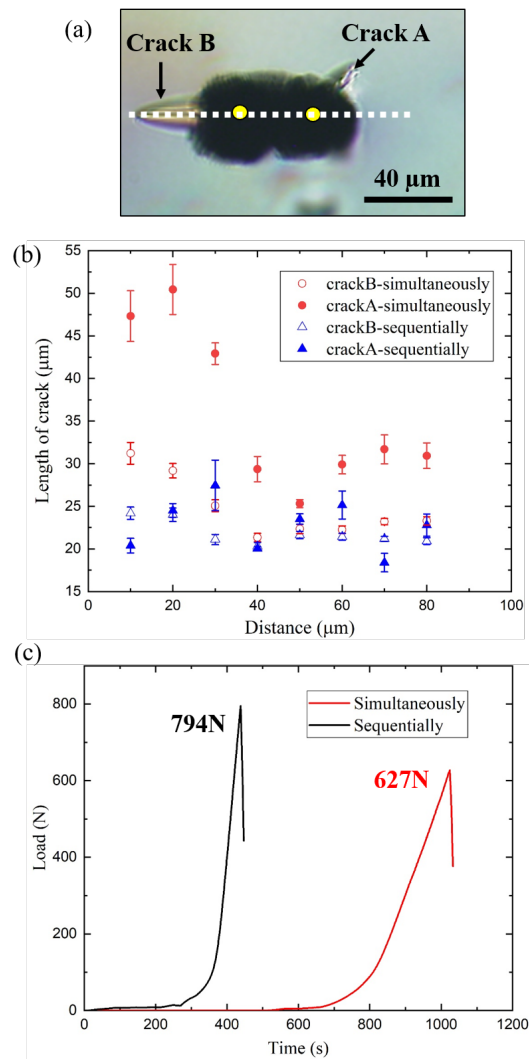 (a)
Crack B
Crack A
40 μm
(b)
55
50
45
40
35
30
25
20
15
0
20
40
60
80
100
Length of crack (μm)
Distance (μm)
crackB-simultaneously
crackA-simultaneously
crackB-sequentially
crackA-sequentially
(c)
800
600
400
200
0
0
200
400
600
800
1000
1200
Load (N)
Time (s)
794N
627N
Simultaneously
Sequentially